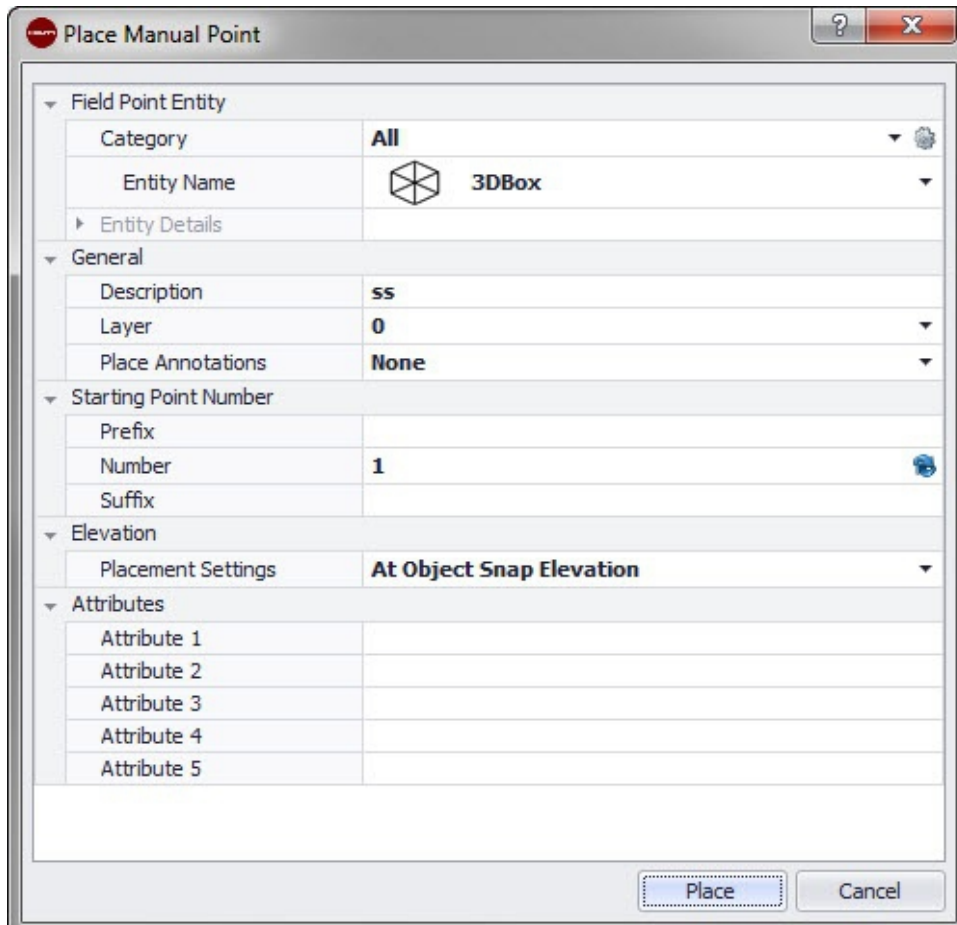 Place Manual Point
Field Point Entity
Category All
Entity Name 3DBox
Entity Details
General
Description ss
Layer 0
Place Annotations None
Starting Point Number
Prefix
Number 1
Suffix
Elevation
Placement Settings At Object Snap Elevation
Attributes
Attribute 1
Attribute 2
Attribute 3
Attribute 4
Attribute 5
Place Cancel